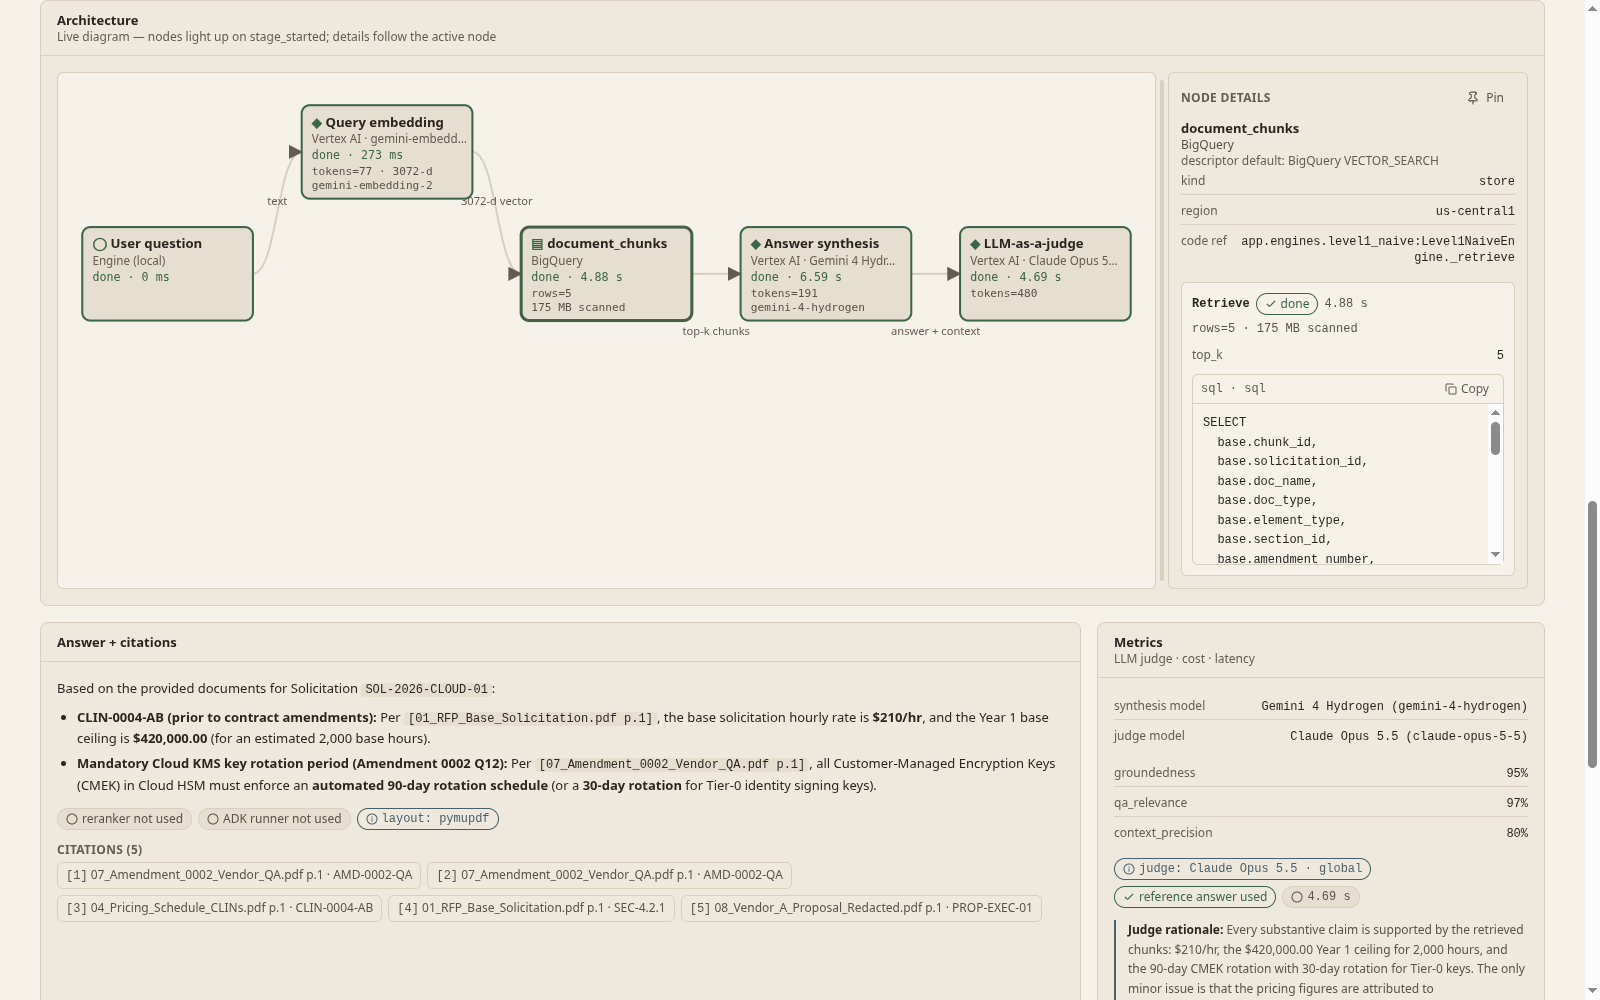 Architecture
Live diagram — nodes light up on stage_started; details follow the active node
◆ Query embedding
Vertex AI · gemini-embedd...
done · 273 ms
tokens=77 · 3072-d
gemini-embedding-2
text
3072-d vector
User question
Engine (local)
done · 0 ms
document_chunks
BigQuery
done · 4.88 s
rows=5
175 MB scanned
◆ Answer synthesis
Vertex AI · Gemini 4 Hydr...
done · 6.59 s
tokens=191
gemini-4-hydrogen
◆ LLM-as-a-judge
Vertex AI · Claude Opus 5...
done · 4.69 s
tokens=480
top-k chunks
answer + context
NODE DETAILS
Pin
document_chunks
BigQuery
descriptor default: BigQuery VECTOR_SEARCH
kind store
region us-central1
code ref app.engines.level1_naive:Level1NaiveEn
gine._retrieve
Retrieve ✓ done 4.88 s
rows=5 · 175 MB scanned
top_k 5
sql · sql Copy
SELECT
base.chunk_id,
base.solicitation_id,
base.doc_name,
base.doc_type,
base.element_type,
base.section_id,
base.amendment_number,
Answer + citations
Based on the provided documents for Solicitation SOL-2026-CLOUD-01:
• CLIN-0004-AB (prior to contract amendments): Per [01_RFP_Base_Solicitation.pdf p.1], the base solicitation hourly rate is $210/hr, and the Year 1 base
ceiling is $420,000.00 (for an estimated 2,000 base hours).
• Mandatory Cloud KMS key rotation period (Amendment 0002 Q12): Per [07_Amendment_0002_Vendor_QA.pdf p.1], all Customer-Managed Encryption Keys
(CMEK) in Cloud HSM must enforce an automated 90-day rotation schedule (or a 30-day rotation for Tier-0 identity signing keys).
reranker not used
ADK runner not used
layout: pymupdf
CITATIONS (5)
[1] 07_Amendment_0002_Vendor_QA.pdf p.1 · AMD-0002-QA
[2] 07_Amendment_0002_Vendor_QA.pdf p.1 · AMD-0002-QA
[3] 04_Pricing_Schedule_CLINs.pdf p.1 · CLIN-0004-AB
[4] 01_RFP_Base_Solicitation.pdf p.1 · SEC-4.2.1
[5] 08_Vendor_A_Proposal_Redacted.pdf p.1 · PROP-EXEC-01
Metrics
LLM judge · cost · latency
synthesis model Gemini 4 Hydrogen (gemini-4-hydrogen)
judge model Claude Opus 5.5 (claude-opus-5-5)
groundedness 95%
qa_relevance 97%
context_precision 80%
judge: Claude Opus 5.5 · global
✓ reference answer used
4.69 s
Judge rationale: Every substantive claim is supported by the retrieved
chunks: $210/hr, the $420,000.00 Year 1 ceiling for 2,000 hours, and
the 90-day CMEK rotation with 30-day rotation for Tier-0 keys. The only
minor issue is that the pricing figures are attributed to